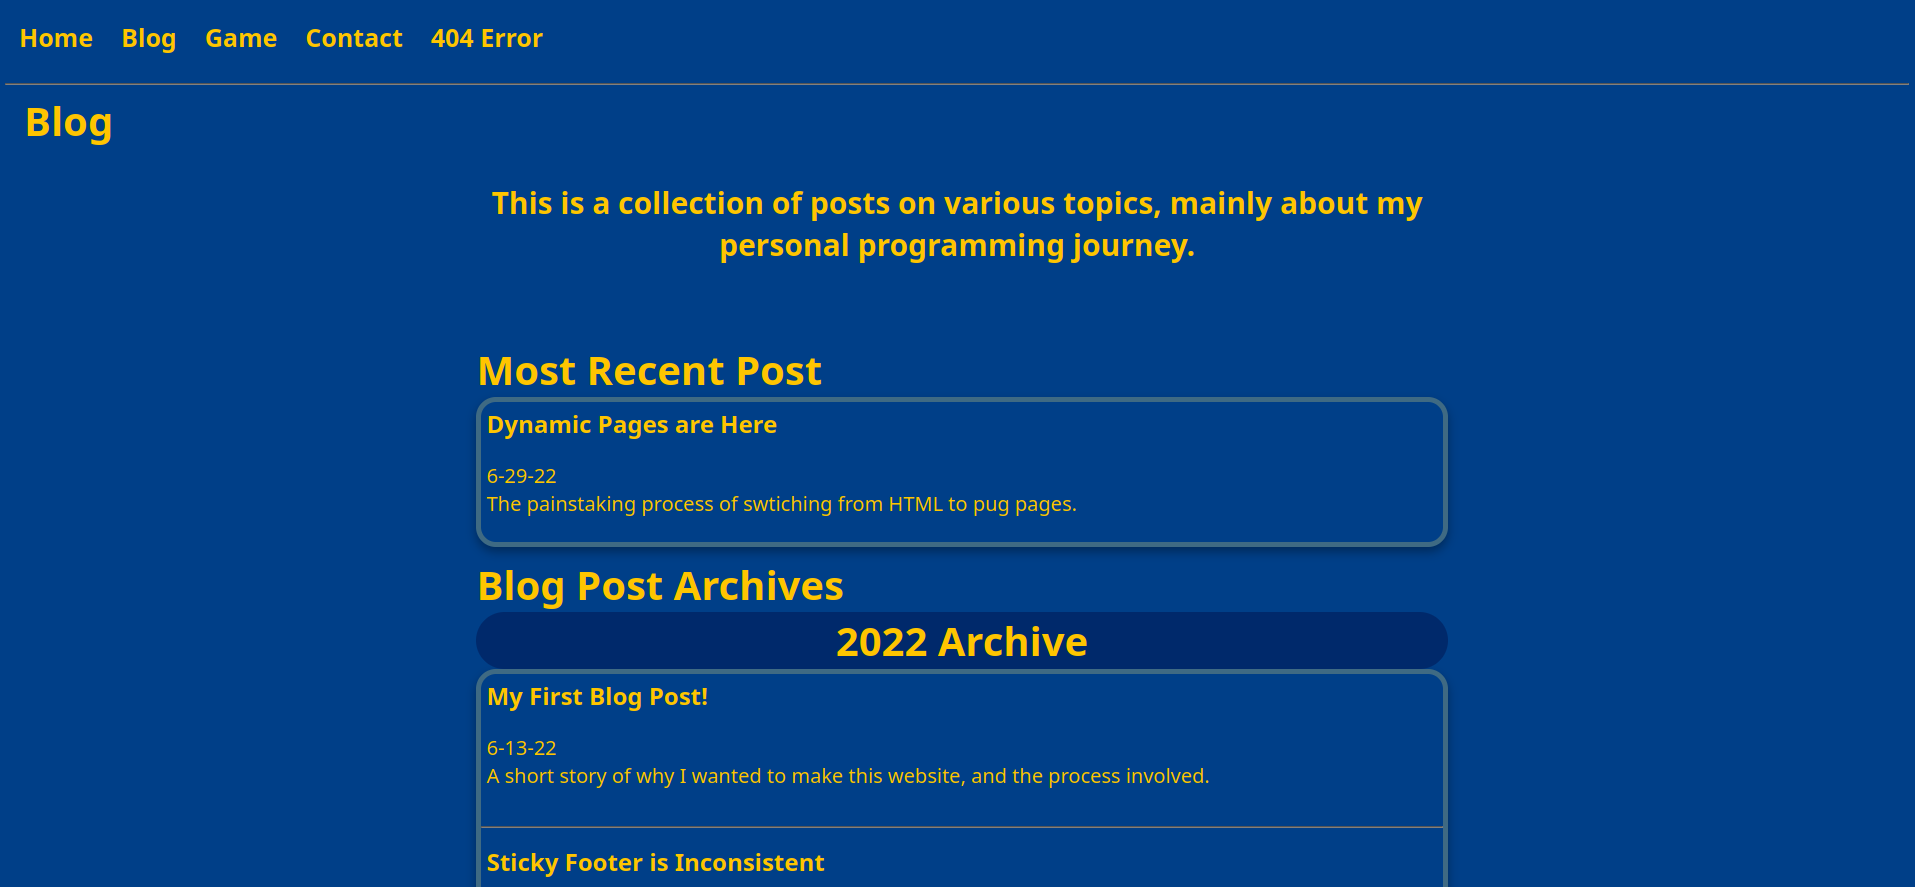 Home Blog Game Contact 404 Error
Blog
This is a collection of posts on various topics, mainly about my
personal programming journey.
Most Recent Post
Dynamic Pages are Here
6-29-22
The painstaking process of swtiching from HTML to pug pages.
Blog Post Archives
2022 Archive
My First Blog Post!
6-13-22
A short story of why I wanted to make this website, and the process involved.
Sticky Footer is Inconsistent